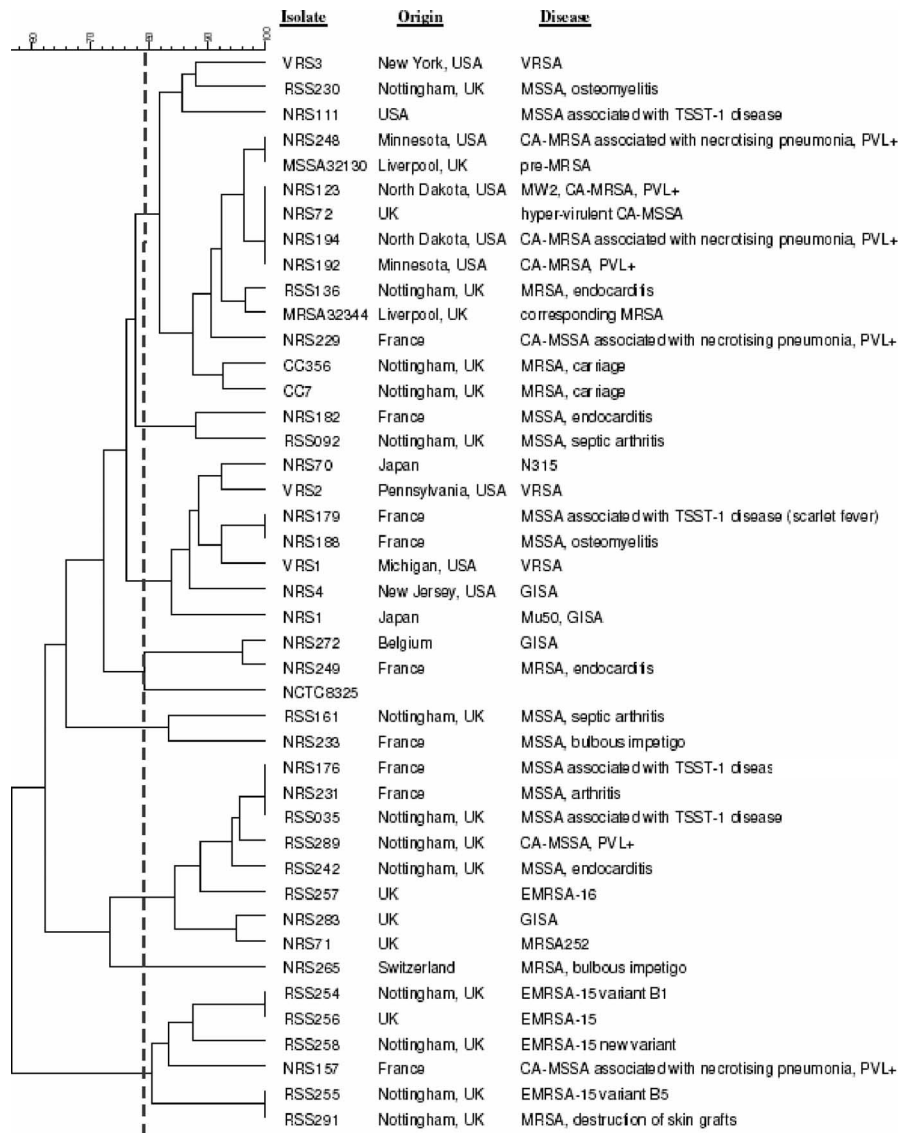 Isolate Origin Disease
60 70 80 90 100
VRS3 New York, USA VRSA
RSS230 Nottingham, UK MSSA, osteomyelitis
NRS111 USA MSSA associated with TSST-1 disease
NRS248 Minnesota, USA CA-MRSA associated with necrotising pneumonia, PVL+
MSSA32130 Liverpool, UK pre-MRSA
NRS123 North Dakota, USA MW2, CA-MRSA, PVL+
NRS72 UK hyper-virulent CA-MSSA
NRS194 North Dakota, USA CA-MRSA associated with necrotising pneumonia, PVL+
NRS192 Minnesota, USA CA-MRSA, PVL+
RSS136 Nottingham, UK MRSA, endocarditis
MRSA32344 Liverpool, UK corresponding MRSA
NRS229 France CA-MSSA associated with necrotising pneumonia, PVL+
CC356 Nottingham, UK MRSA, carriage
CC7 Nottingham, UK MRSA, carriage
NRS182 France MSSA, endocarditis
RSS092 Nottingham, UK MSSA, septic arthritis
NRS70 Japan N315
VRS2 Pennsylvania, USA VRSA
NRS179 France MSSA associated with TSST-1 disease (scarlet fever)
NRS188 France MSSA, osteomyelitis
VRS1 Michigan, USA VRSA
NRS4 New Jersey, USA GISA
NRS1 Japan Mu50, GISA
NRS272 Belgium GISA
NRS249 France MRSA, endocarditis
NCTC8325
RSS161 Nottingham, UK MSSA, septic arthritis
NRS233 France MSSA, bulbous impetigo
NRS176 France MSSA associated with TSST-1 diseas
NRS231 France MSSA, arthritis
RSS035 Nottingham, UK MSSA associated with TSST-1 disease
RSS289 Nottingham, UK CA-MSSA, PVL+
RSS242 Nottingham, UK MSSA, endocarditis
RSS257 UK EMRSA-16
NRS283 UK GISA
NRS71 UK MRSA252
NRS265 Switzerland MRSA, bulbous impetigo
RSS254 Nottingham, UK EMRSA-15 variant B1
RSS256 UK EMRSA-15
RSS258 Nottingham, UK EMRSA-15 new variant
NRS157 France CA-MSSA associated with necrotising pneumonia, PVL+
RSS255 Nottingham, UK EMRSA-15 variant B5
RSS291 Nottingham, UK MRSA, destruction of skin grafts